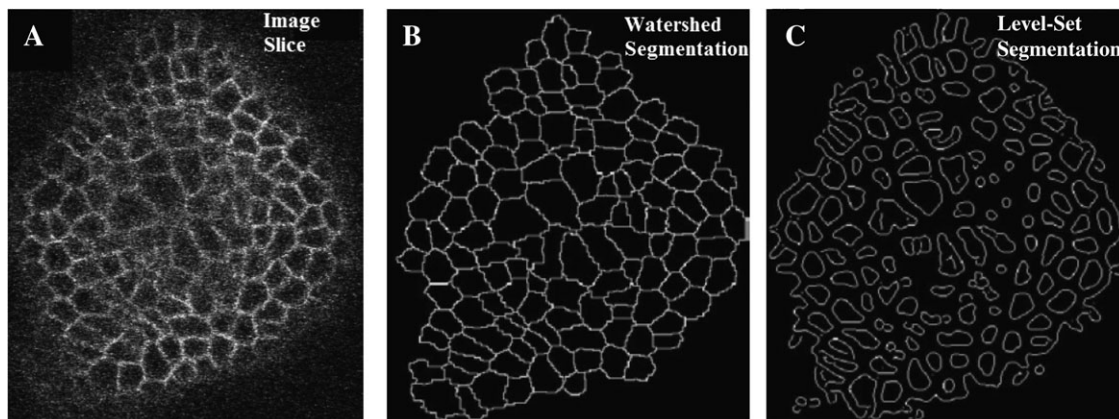 A
Image
Slice
B
Watershed
Segmentation
C
Level-Set
Segmentation